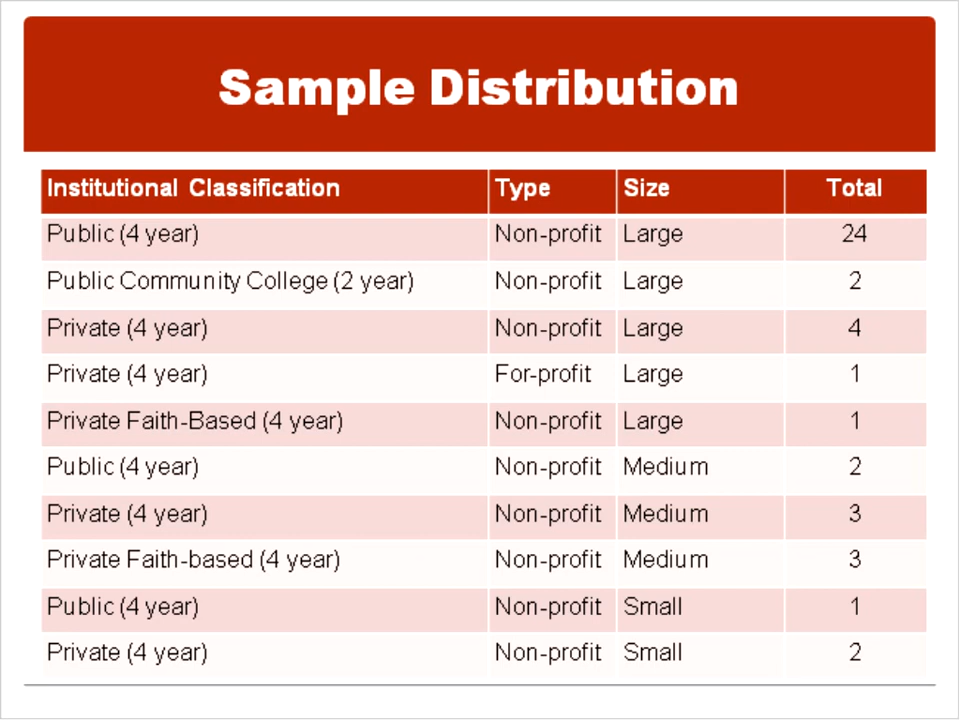 Sample Distribution
Institutional Classification Type Size Total
Public (4 year) Non-profit Large 24
Public Community College (2 year) Non-profit Large 2
Private (4 year) Non-profit Large 4
Private (4 year) For-profit Large 1
Private Faith-Based (4 year) Non-profit Large 1
Public (4 year) Non-profit Medium 2
Private (4 year) Non-profit Medium 3
Private Faith-based (4 year) Non-profit Medium 3
Public (4 year) Non-profit Small 1
Private (4 year) Non-profit Small 2